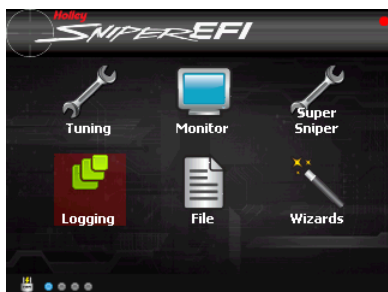 Holley
SNIPER EFI
Tuning
Monitor
Super
Sniper
Logging
File
Wizards